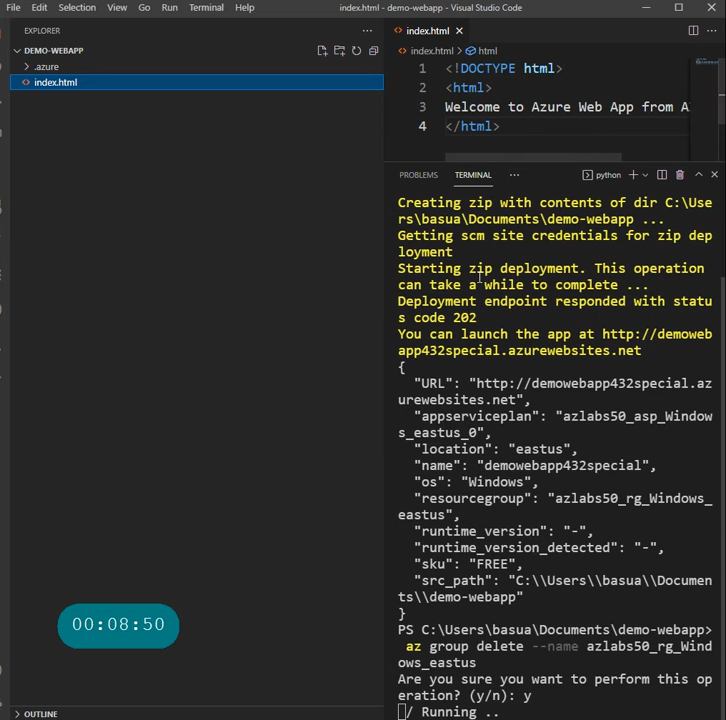 File Edit Selection View Go Run Terminal Help index.html - demo-webapp - Visual Studio Code
EXPLORER
DEMO-WEBAPP
.azure
index.html
OUTLINE
index.html
index.html > html
1 <!DOCTYPE html>
2 <html>
3 Welcome to Azure Web App from A
4 </html>
PROBLEMS TERMINAL python
Creating zip with contents of dir C:\Use
rs\basua\Documents\demo-webapp ...
Getting scm site credentials for zip dep
loyment
Starting zip deployment. This operation
can take a while to complete ...
Deployment endpoint responded with statu
s code 202
You can launch the app at http://demoweb
app432special.azurewebsites.net
{
"URL": "http://demowebapp432special.az
urewebsites.net",
"appserviceplan": "azlabs50_asp_Window
s_eastus_0",
"location": "eastus",
"name": "demowebapp432special",
"os": "Windows",
"resourcegroup": "azlabs50_rg_Windows_
eastus",
"runtime_version": "-",
"runtime_version_detected": "-",
"sku": "FREE",
"src_path": "C:\\Users\\basua\\Documen
ts\\demo-webapp"
}
PS C:\Users\basua\Documents\demo-webapp>
az group delete --name azlabs50_rg_Wind
ows_eastus
Are you sure you want to perform this op
eration? (y/n): y
/ Running ..
00:08:50